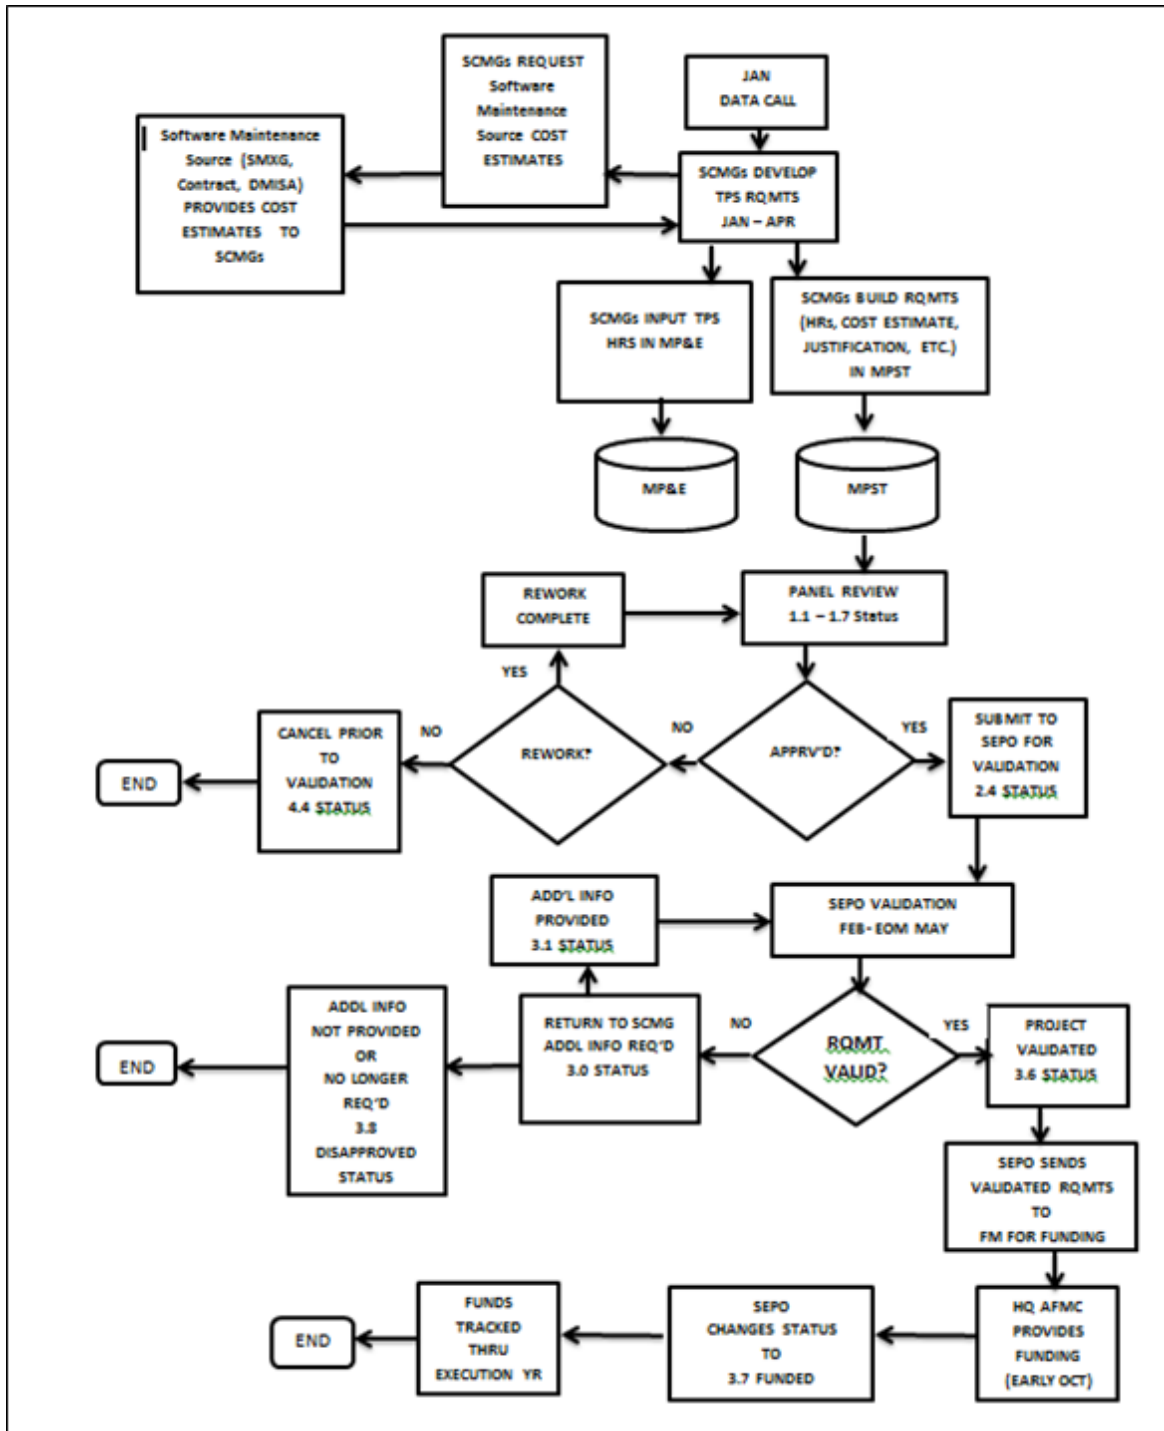 SCMGs REQUEST
Software
Maintenance
Source COST
ESTIMATES
JAN
DATA CALL
Software Maintenance
Source (SMXG,
Contract, DMISA)
PROVIDES COST
ESTIMATES TO
SCMGs
SCMGs DEVELOP
TPS RQMTS
JAN – APR
SCMGs INPUT TPS
HRS IN MP&E
SCMGs BUILD RQMTS
(HRs, COST ESTIMATE,
JUSTIFICATION, ETC.)
IN MPST
MP&E
MPST
REWORK
COMPLETE
PANEL REVIEW
1.1 – 1.7 Status
YES
CANCEL PRIOR
TO
VALIDATION
4.4 STATUS
NO
REWORK?
NO
APPRV'D?
YES
SUBMIT TO
SEPO FOR
VALIDATION
2.4 STATUS
END
ADD'L INFO
PROVIDED
3.1 STATUS
SEPO VALIDATION
FEB- EOM MAY
ADDL INFO
NOT PROVIDED
OR
NO LONGER
REQ'D
3.8
DISAPPROVED
STATUS
RETURN TO SCMG
ADDL INFO REQ'D
3.0 STATUS
NO
RQMT
VALID?
YES
PROJECT
VALIDATED
3.6 STATUS
END
SEPO SENDS
VALIDATED RQMTS
TO
FM FOR FUNDING
FUNDS
TRACKED
THRU
EXECUTION YR
SEPO
CHANGES STATUS
TO
3.7 FUNDED
HQ AFMC
PROVIDES
FUNDING
(EARLY OCT)
END